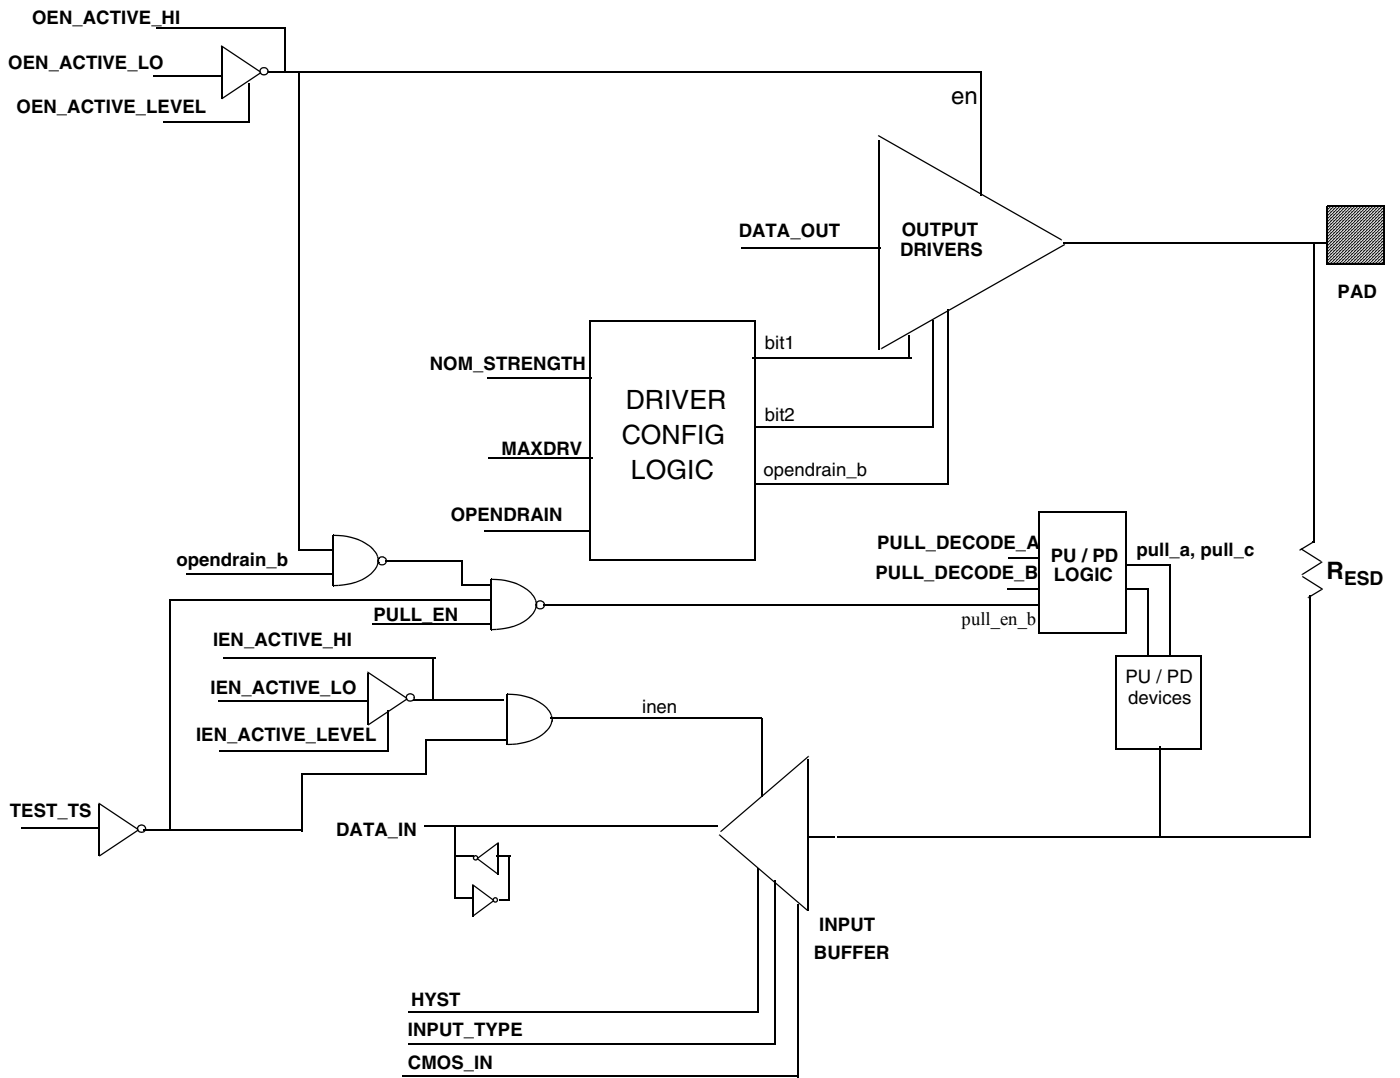 OEN_ACTIVE_HI
OEN_ACTIVE_LO
OEN_ACTIVE_LEVEL
en
DATA_OUT
OUTPUT
DRIVERS
PAD
NOM_STRENGTH
MAXDRV
OPENDRAIN
DRIVER
CONFIG
LOGIC
bit1
bit2
opendrain_b
opendrain_b
PULL_EN
PULL_DECODE_A
PULL_DECODE_B
pull_en_b
PU / PD
LOGIC
pull_a, pull_c
RESD
PU / PD
devices
IEN_ACTIVE_HI
IEN_ACTIVE_LO
IEN_ACTIVE_LEVEL
inen
TEST_TS
DATA_IN
INPUT
BUFFER
HYST
INPUT_TYPE
CMOS_IN